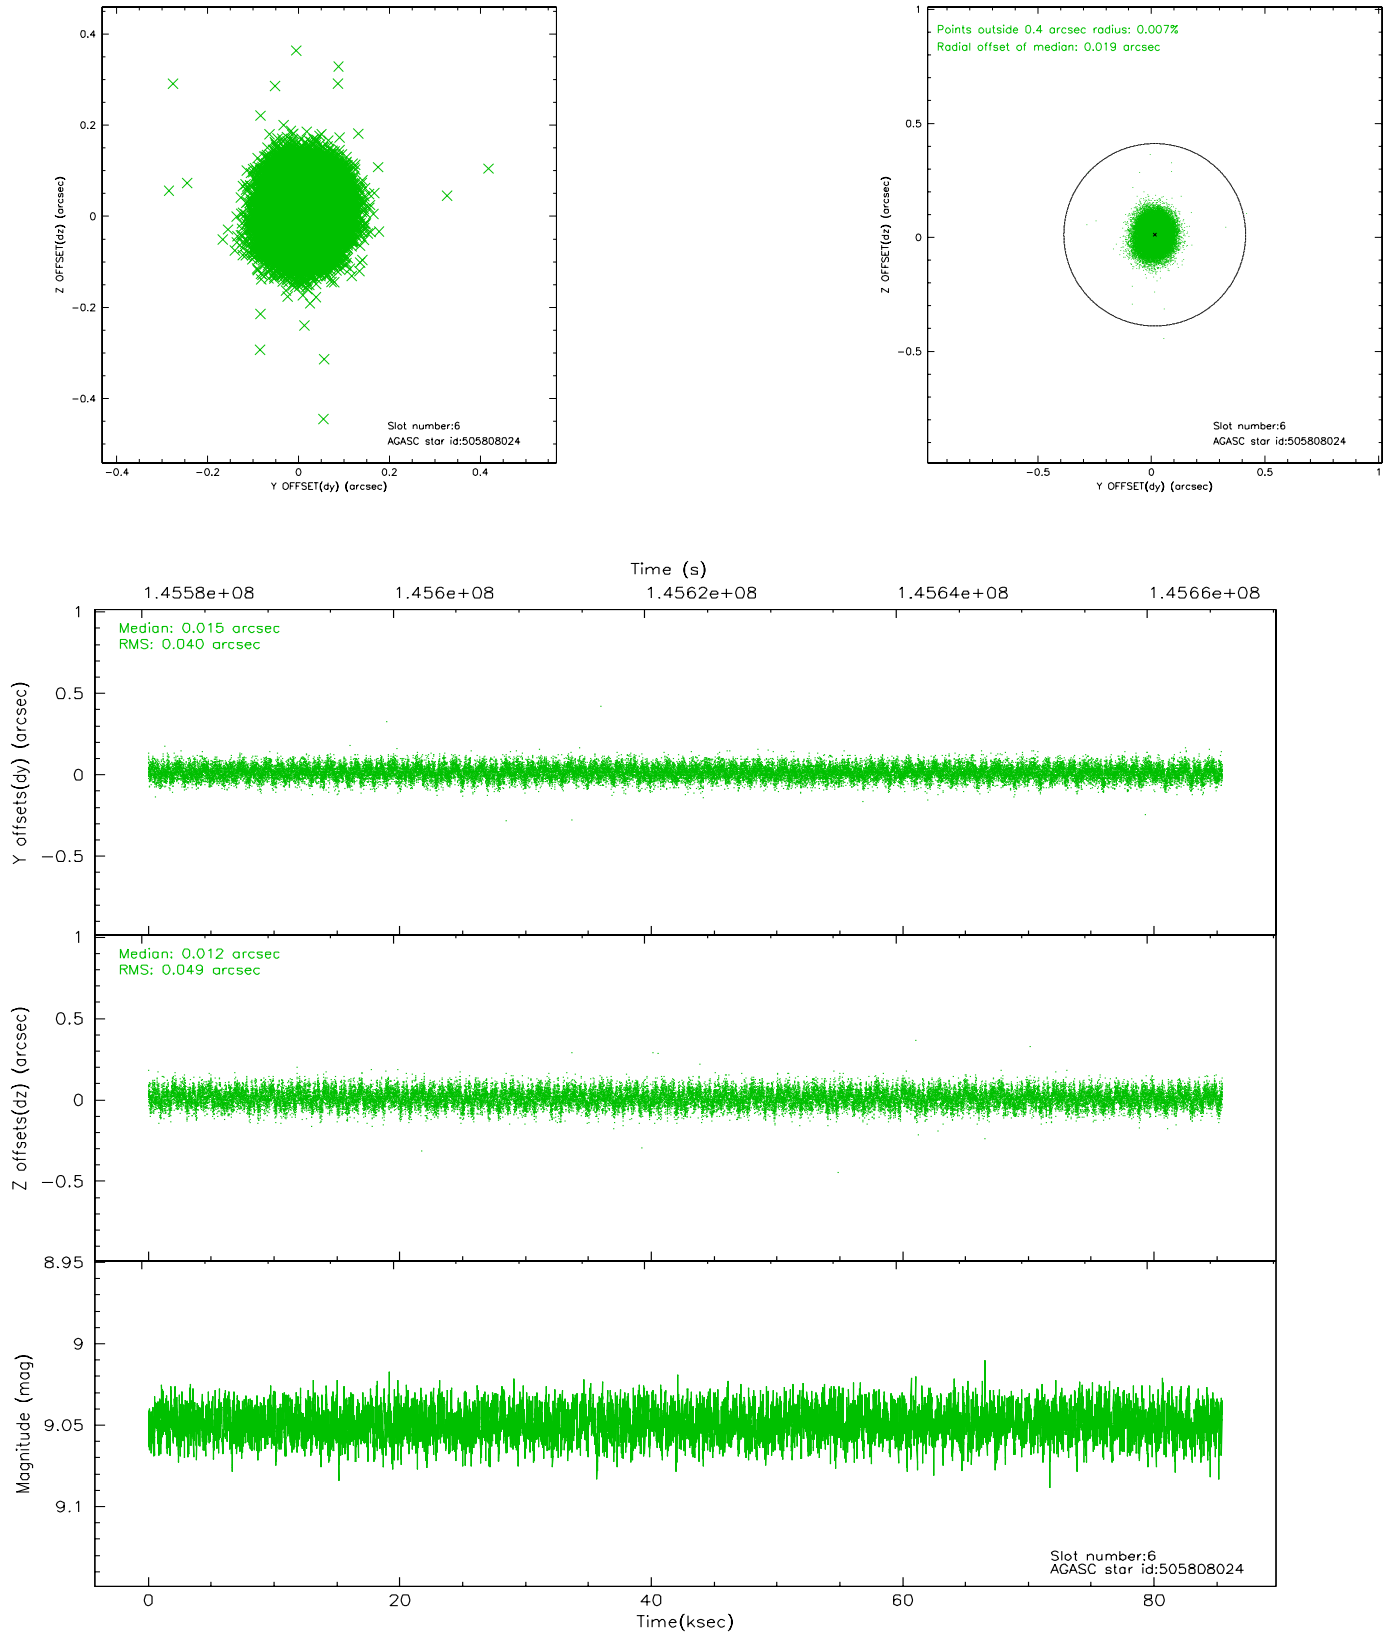 0.4
0.2
0
−0.2
−0.4
Z OFFSET(dz) (arcsec)
Slot number:6
AGASC star id:505808024
−0.4 −0.2 0 0.2 0.4
Y OFFSET(dy) (arcsec)
Points outside 0.4 arcsec radius: 0.007%
Radial offset of median: 0.019 arcsec
1
0.5
0
−0.5
Z OFFSET(dz) (arcsec)
Slot number:6
AGASC star id:505808024
−0.5 0 0.5 1
Y OFFSET(dy) (arcsec)
Time (s)
1.4558e+08 1.456e+08 1.4562e+08 1.4564e+08 1.4566e+08
Median: 0.015 arcsec
RMS: 0.040 arcsec
1
0.5
0
−0.5
Y offsets(dy) (arcsec)
Median: 0.012 arcsec
RMS: 0.049 arcsec
1
0.5
0
−0.5
Z offsets(dz) (arcsec)
8.95
9
9.05
9.1
Magnitude (mag)
Slot number:6
AGASC star id:505808024
0 20 40 60 80
Time(ksec)